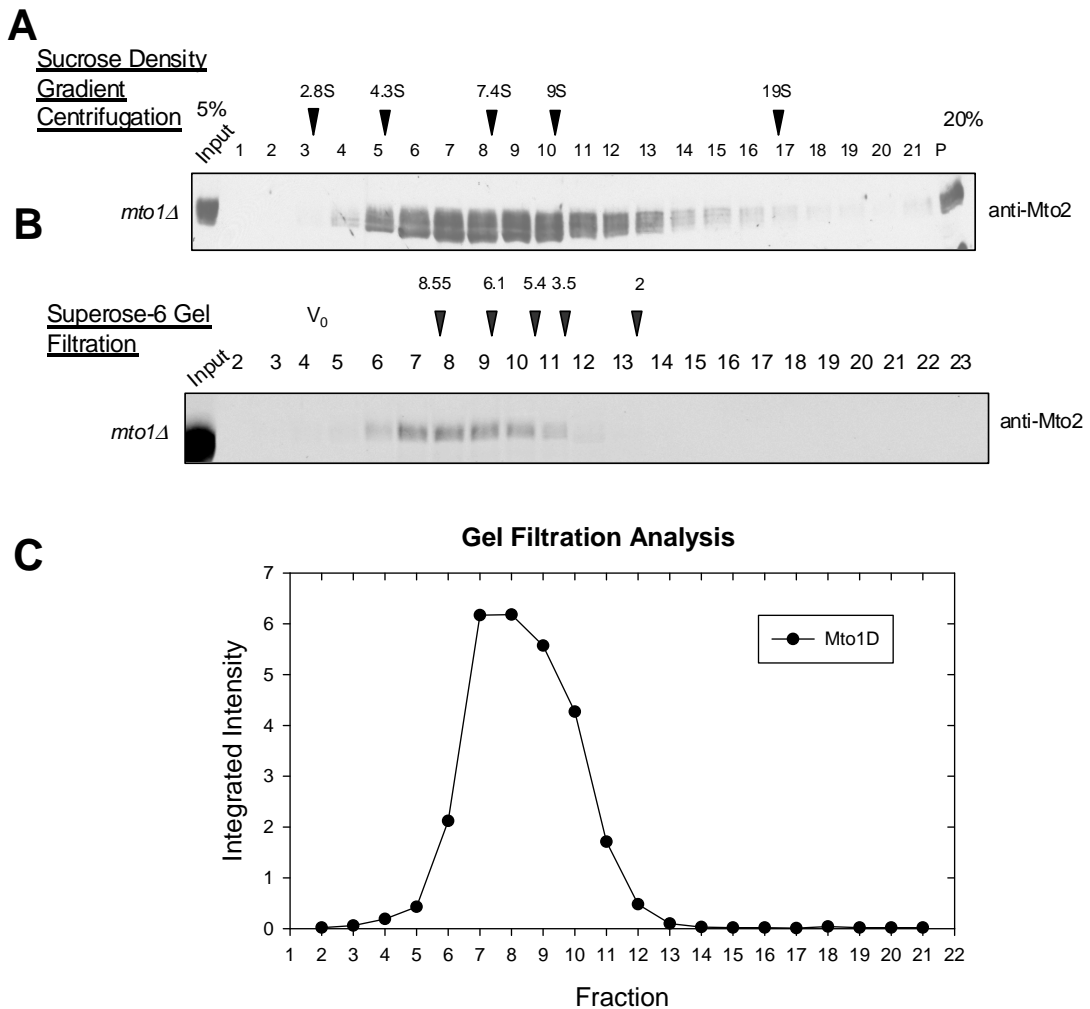 A
Sucrose Density
Gradient
Centrifugation
5%
2.8S 4.3S 7.4S 9S 19S
20%
Input 1 2 3 4 5 6 7 8 9 10 11 12 13 14 15 16 17 18 19 20 21 P
mto1Δ
anti-Mto2
B
8.55 6.1 5.4 3.5 2
Superose-6 Gel
Filtration
V0
Input 2 3 4 5 6 7 8 9 10 11 12 13 14 15 16 17 18 19 20 21 22 23
mto1Δ
anti-Mto2
C
Gel Filtration Analysis
7
6
5
4
3
2
1
0
Integrated Intensity
Mto1D
1 2 3 4 5 6 7 8 9 10 11 12 13 14 15 16 17 18 19 20 21 22
Fraction